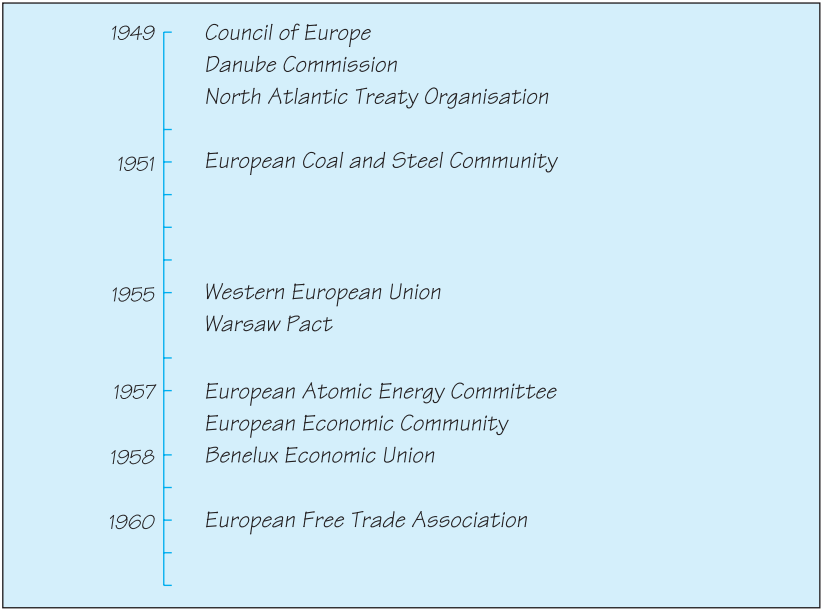 1949 Council of Europe
Danube Commission
North Atlantic Treaty Organisation
1951 European Coal and Steel Community
1955 Western European Union
Warsaw Pact
1957 European Atomic Energy Committee
European Economic Community
1958 Benelux Economic Union
1960 European Free Trade Association